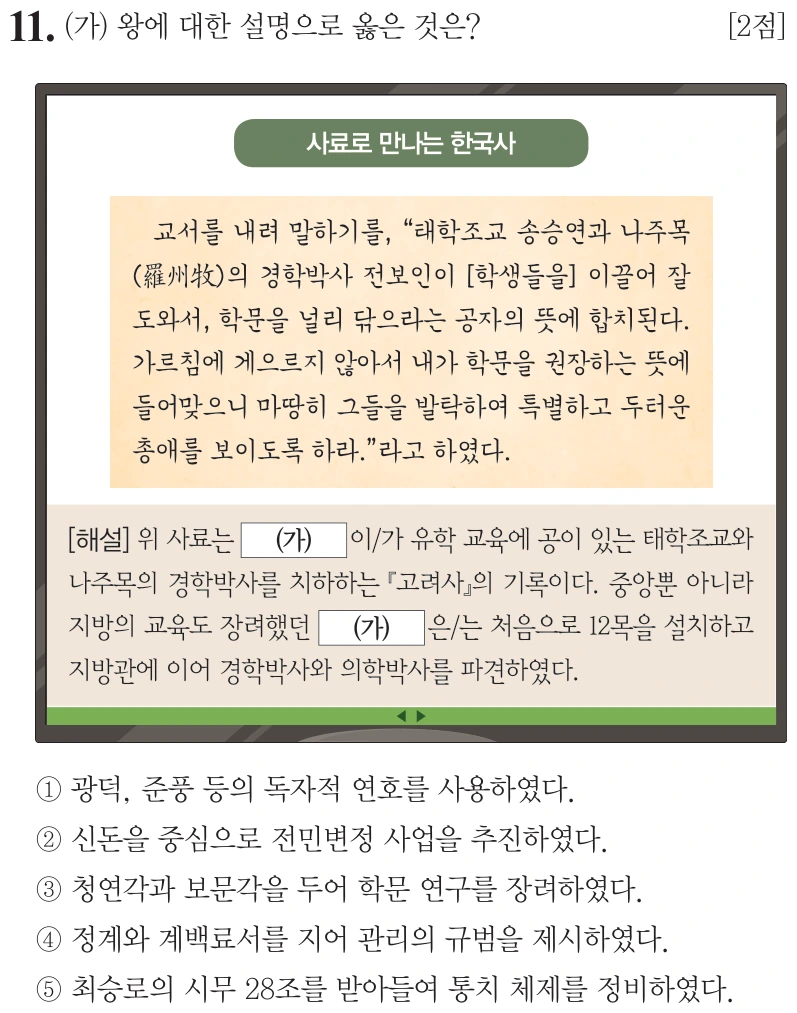 11. (가) 왕에 대한 설명으로 옳은 것은? [2점]
사료로 만나는 한국사
교서를 내려 말하기를, “태학조교 송승연과 나주목
(羅州牧)의 경학박사 전보인이 [학생들을] 이끌어 잘
도와서, 학문을 널리 닦으라는 공자의 뜻에 합치된다.
가르침에 게으르지 않아서 내가 학문을 권장하는 뜻에
들어맞으니 마땅히 그들을 발탁하여 특별하고 두터운
총애를 보이도록 하라.”라고 하였다.
[해설] 위 사료는 (가) 이/가 유학 교육에 공이 있는 태학조교와
나주목의 경학박사를 치하하는 『고려사』의 기록이다. 중앙뿐 아니라
지방의 교육도 장려했던 (가) 은/는 처음으로 12목을 설치하고
지방관에 이어 경학박사와 의학박사를 파견하였다.
① 광덕, 준풍 등의 독자적 연호를 사용하였다.
② 신돈을 중심으로 전민변정 사업을 추진하였다.
③ 청연각과 보문각을 두어 학문 연구를 장려하였다.
④ 정계와 계백료서를 지어 관리의 규범을 제시하였다.
⑤ 최승로의 시무 28조를 받아들여 통치 체제를 정비하였다.